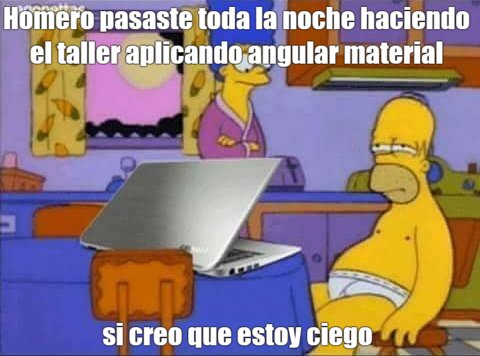 Homero pasaste toda la noche haciendo
el taller aplicando angular material
si creo que estoy ciego